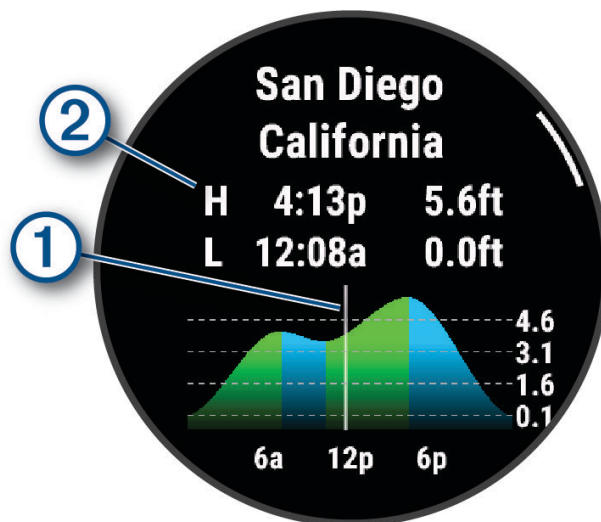 San Diego
California
2
H 4:13p 5.6ft
L 12:08a 0.0ft
1
4.6
3.1
1.6
0.1
6a 12p 6p